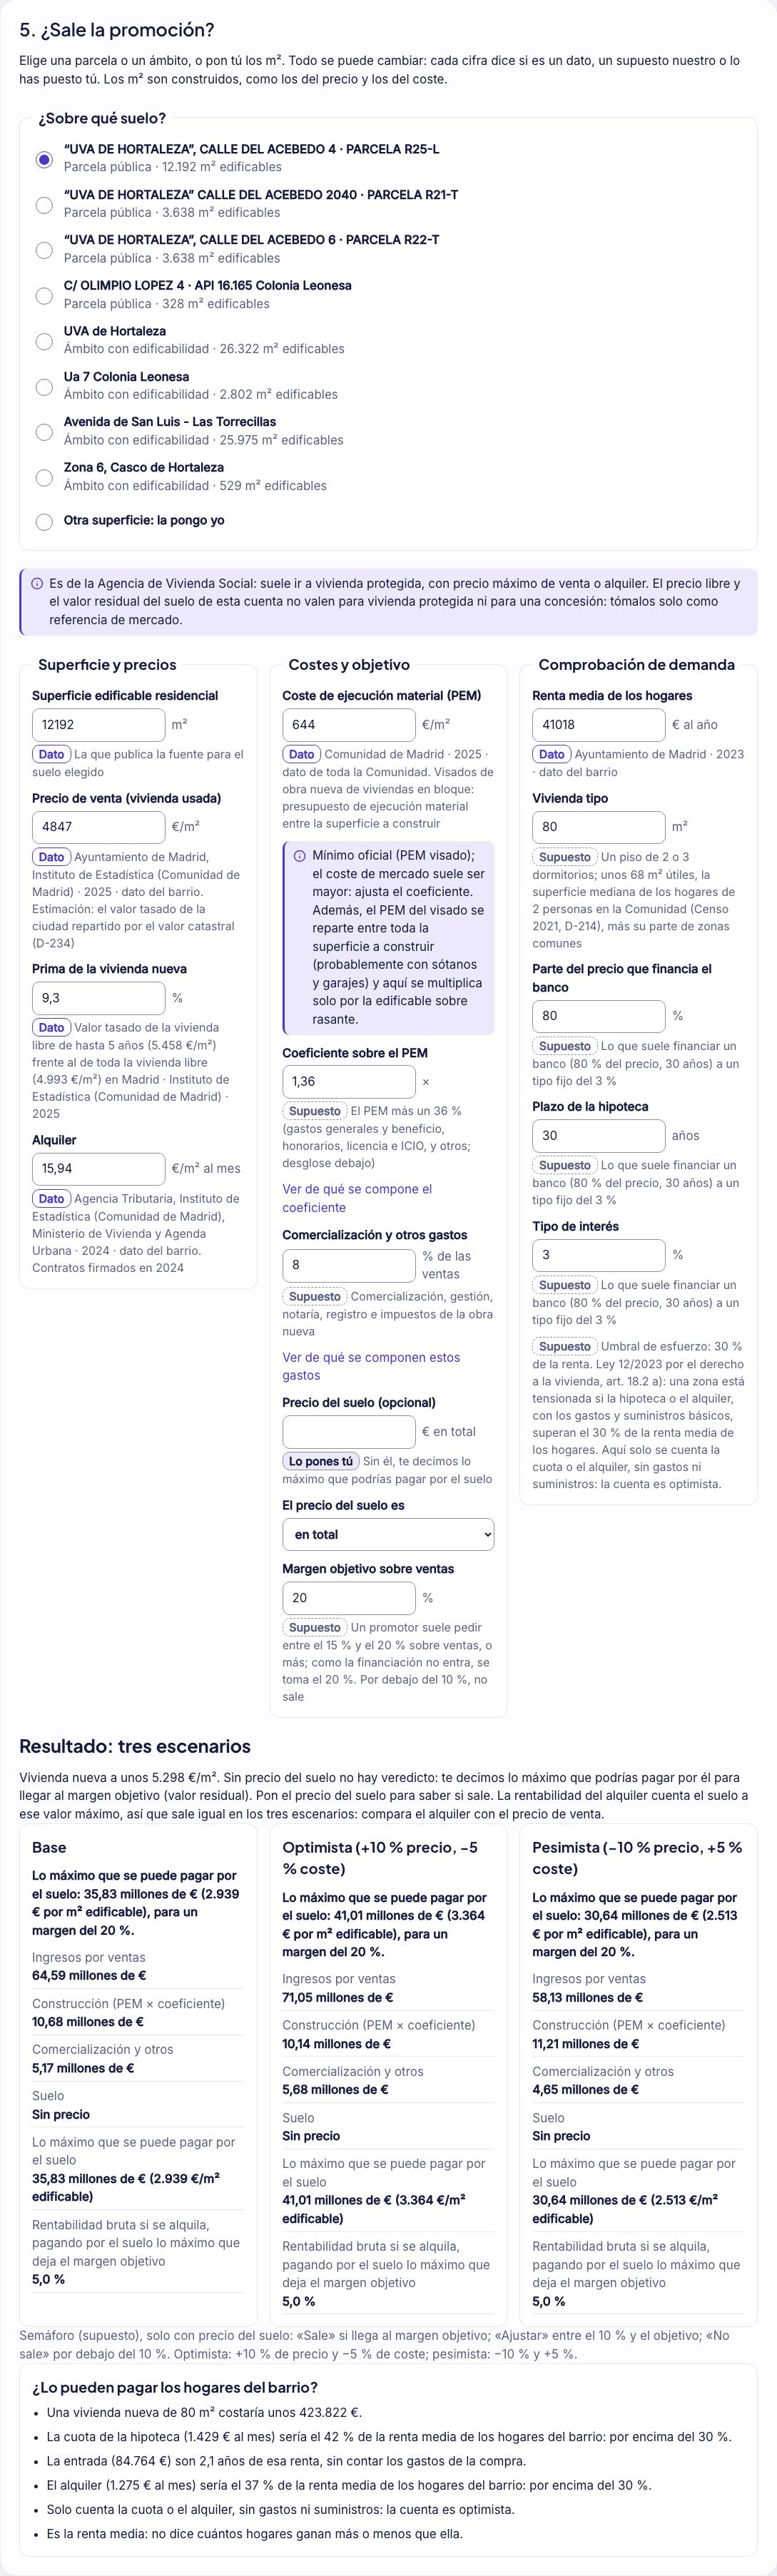 5. ¿Sale la promoción?
Elige una parcela o un ámbito, o pon tú los m². Todo se puede cambiar: cada cifra dice si es un dato, un supuesto nuestro o lo
has puesto tú. Los m² son construidos, como los del precio y los del coste.
¿Sobre qué suelo?
“UVA DE HORTALEZA”, CALLE DEL ACEBEDO 4 · PARCELA R25-L
Parcela pública · 12.192 m² edificables
“UVA DE HORTALEZA” CALLE DEL ACEBEDO 2040 · PARCELA R21-T
Parcela pública · 3.638 m² edificables
“UVA DE HORTALEZA”, CALLE DEL ACEBEDO 6 · PARCELA R22-T
Parcela pública · 3.638 m² edificables
C/ OLIMPIO LOPEZ 4 · API 16.165 Colonia Leonesa
Parcela pública · 328 m² edificables
UVA de Hortaleza
Ámbito con edificabilidad · 26.322 m² edificables
Ua 7 Colonia Leonesa
Ámbito con edificabilidad · 2.802 m² edificables
Avenida de San Luis - Las Torrecillas
Ámbito con edificabilidad · 25.975 m² edificables
Zona 6, Casco de Hortaleza
Ámbito con edificabilidad · 529 m² edificables
Otra superficie: la pongo yo
Es de la Agencia de Vivienda Social: suele ir a vivienda protegida, con precio máximo de venta o alquiler. El precio libre y
el valor residual del suelo de esta cuenta no valen para vivienda protegida ni para una concesión: tómalos solo como
referencia de mercado.
Superficie y precios
Superficie edificable residencial
12192 m²
Dato La que publica la fuente para el
suelo elegido
Precio de venta (vivienda usada)
4847 €/m²
Dato Ayuntamiento de Madrid,
Instituto de Estadística (Comunidad de
Madrid) · 2025 · dato del barrio.
Estimación: el valor tasado de la
ciudad repartido por el valor catastral
(D-234)
Prima de la vivienda nueva
9,3 %
Dato Valor tasado de la vivienda
libre de hasta 5 años (5.458 €/m²)
frente al de toda la vivienda libre
(4.993 €/m²) en Madrid · Instituto de
Estadística (Comunidad de Madrid) ·
2025
Alquiler
15,94 €/m² al mes
Dato Agencia Tributaria, Instituto de
Estadística (Comunidad de Madrid),
Ministerio de Vivienda y Agenda
Urbana · 2024 · dato del barrio.
Contratos firmados en 2024
Costes y objetivo
Coste de ejecución material (PEM)
644 €/m²
Dato Comunidad de Madrid · 2025 ·
dato de toda la Comunidad. Visados de
obra nueva de viviendas en bloque:
presupuesto de ejecución material
entre la superficie a construir
Mínimo oficial (PEM visado);
el coste de mercado suele ser
mayor: ajusta el coeficiente.
Además, el PEM del visado se
reparte entre toda la
superficie a construir
(probablemente con sótanos
y garajes) y aquí se multiplica
solo por la edificable sobre
rasante.
Coeficiente sobre el PEM
1,36 ×
Supuesto El PEM más un 36 %
(gastos generales y beneficio,
honorarios, licencia e ICIO, y otros;
desglose debajo)
Ver de qué se compone el
coeficiente
Comercialización y otros gastos
8 % de las
ventas
Supuesto Comercialización, gestión,
notaría, registro e impuestos de la obra
nueva
Ver de qué se componen estos
gastos
Precio del suelo (opcional)
€ en total
Lo pones tú Sin él, te decimos lo
máximo que podrías pagar por el suelo
El precio del suelo es
en total
Margen objetivo sobre ventas
20 %
Supuesto Un promotor suele pedir
entre el 15 % y el 20 % sobre ventas, o
más; como la financiación no entra, se
toma el 20 %. Por debajo del 10 %, no
sale
Comprobación de demanda
Renta media de los hogares
41018 € al año
Dato Ayuntamiento de Madrid · 2023
· dato del barrio
Vivienda tipo
80 m²
Supuesto Un piso de 2 o 3
dormitorios; unos 68 m² útiles, la
superficie mediana de los hogares de
2 personas en la Comunidad (Censo
2021, D-214), más su parte de zonas
comunes
Parte del precio que financia el
banco
80 %
Supuesto Lo que suele financiar un
banco (80 % del precio, 30 años) a un
tipo fijo del 3 %
Plazo de la hipoteca
30 años
Supuesto Lo que suele financiar un
banco (80 % del precio, 30 años) a un
tipo fijo del 3 %
Tipo de interés
3 %
Supuesto Lo que suele financiar un
banco (80 % del precio, 30 años) a un
tipo fijo del 3 %
Supuesto Umbral de esfuerzo: 30 %
de la renta. Ley 12/2023 por el derecho
a la vivienda, art. 18.2 a): una zona está
tensionada si la hipoteca o el alquiler,
con los gastos y suministros básicos,
superan el 30 % de la renta media de
los hogares. Aquí solo se cuenta la
cuota o el alquiler, sin gastos ni
suministros: la cuenta es optimista.
Resultado: tres escenarios
Vivienda nueva a unos 5.298 €/m². Sin precio del suelo no hay veredicto: te decimos lo máximo que podrías pagar por él para
llegar al margen objetivo (valor residual). Pon el precio del suelo para saber si sale. La rentabilidad del alquiler cuenta el suelo a
ese valor máximo, así que sale igual en los tres escenarios: compara el alquiler con el precio de venta.
Base
Lo máximo que se puede pagar por
el suelo: 35,83 millones de € (2.939
€ por m² edificable), para un
margen del 20 %.
Ingresos por ventas
64,59 millones de €
Construcción (PEM × coeficiente)
10,68 millones de €
Comercialización y otros
5,17 millones de €
Suelo
Sin precio
Lo máximo que se puede pagar por
el suelo
35,83 millones de € (2.939 €/m²
edificable)
Rentabilidad bruta si se alquila,
pagando por el suelo lo máximo que
deja el margen objetivo
5,0 %
Optimista (+10 % precio, −5
% coste)
Lo máximo que se puede pagar por
el suelo: 41,01 millones de € (3.364
€ por m² edificable), para un
margen del 20 %.
Ingresos por ventas
71,05 millones de €
Construcción (PEM × coeficiente)
10,14 millones de €
Comercialización y otros
5,68 millones de €
Suelo
Sin precio
Lo máximo que se puede pagar por
el suelo
41,01 millones de € (3.364 €/m²
edificable)
Rentabilidad bruta si se alquila,
pagando por el suelo lo máximo que
deja el margen objetivo
5,0 %
Pesimista (−10 % precio, +5 %
coste)
Lo máximo que se puede pagar por
el suelo: 30,64 millones de € (2.513
€ por m² edificable), para un
margen del 20 %.
Ingresos por ventas
58,13 millones de €
Construcción (PEM × coeficiente)
11,21 millones de €
Comercialización y otros
4,65 millones de €
Suelo
Sin precio
Lo máximo que se puede pagar por
el suelo
30,64 millones de € (2.513 €/m²
edificable)
Rentabilidad bruta si se alquila,
pagando por el suelo lo máximo que
deja el margen objetivo
5,0 %
Semáforo (supuesto), solo con precio del suelo: «Sale» si llega al margen objetivo; «Ajustar» entre el 10 % y el objetivo; «No
sale» por debajo del 10 %. Optimista: +10 % de precio y −5 % de coste; pesimista: −10 % y +5 %.
¿Lo pueden pagar los hogares del barrio?
• Una vivienda nueva de 80 m² costaría unos 423.822 €.
• La cuota de la hipoteca (1.429 € al mes) sería el 42 % de la renta media de los hogares del barrio: por encima del 30 %.
• La entrada (84.764 €) son 2,1 años de esa renta, sin contar los gastos de la compra.
• El alquiler (1.275 € al mes) sería el 37 % de la renta media de los hogares del barrio: por encima del 30 %.
• Solo cuenta la cuota o el alquiler, sin gastos ni suministros: la cuenta es optimista.
• Es la renta media: no dice cuántos hogares ganan más o menos que ella.